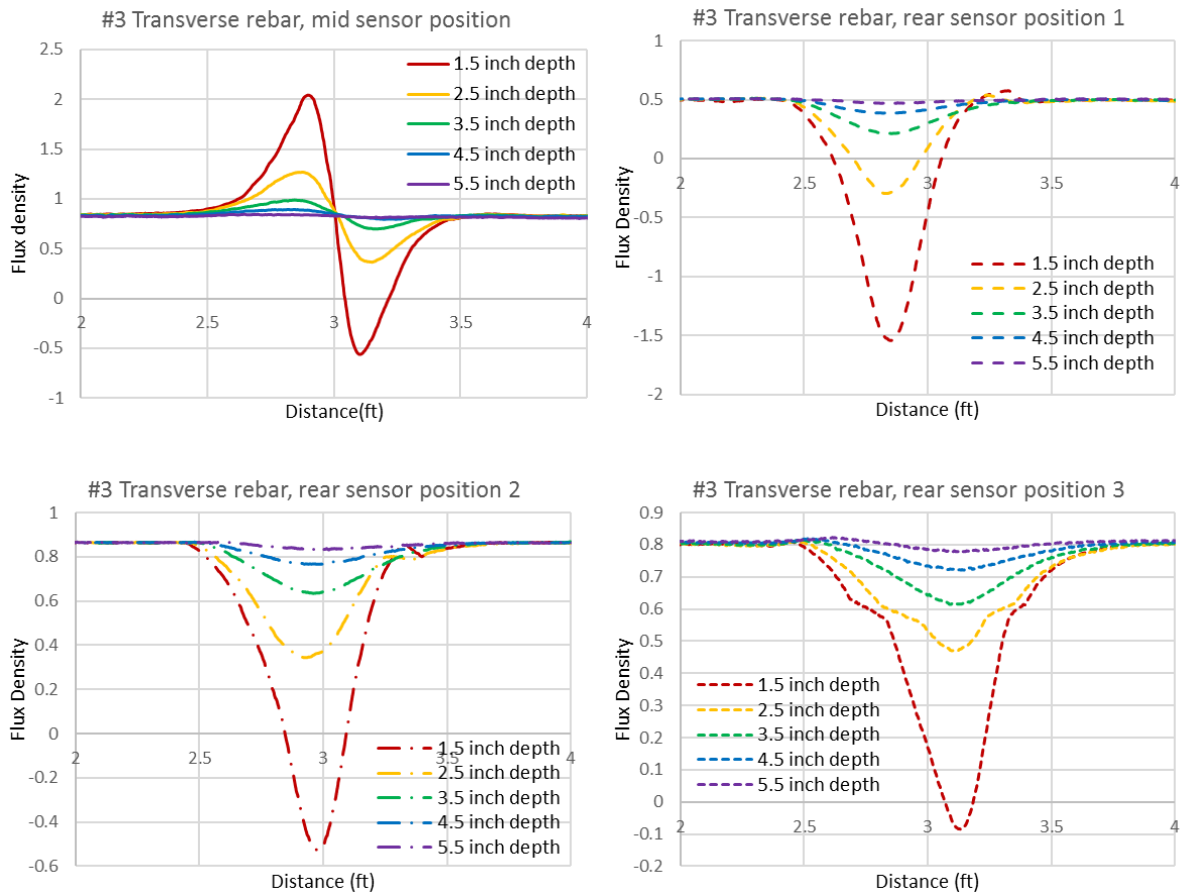 #3 Transverse rebar, mid sensor position
2.5
2
1.5
1
0.5
0
-0.5
-1
2
2.5
3
3.5
4
Flux density
Distance(ft)
1.5 inch depth
2.5 inch depth
3.5 inch depth
4.5 inch depth
5.5 inch depth
#3 Transverse rebar, rear sensor position 1
1
0.5
0
-0.5
-1
-1.5
-2
2
2.5
3
3.5
4
Flux Density
Distance (ft)
1.5 inch depth
2.5 inch depth
3.5 inch depth
4.5 inch depth
5.5 inch depth
#3 Transverse rebar, rear sensor position 2
1
0.8
0.6
0.4
0.2
0
-0.2
-0.4
-0.6
2
2.5
3
3.5
4
Flux Density
Distance (ft)
1.5 inch depth
2.5 inch depth
3.5 inch depth
4.5 inch depth
5.5 inch depth
#3 Transverse rebar, rear sensor position 3
0.9
0.8
0.7
0.6
0.5
0.4
0.3
0.2
0.1
0
-0.1
-0.2
2
2.5
3
3.5
4
Flux Density
Distance (ft)
1.5 inch depth
2.5 inch depth
3.5 inch depth
4.5 inch depth
5.5 inch depth